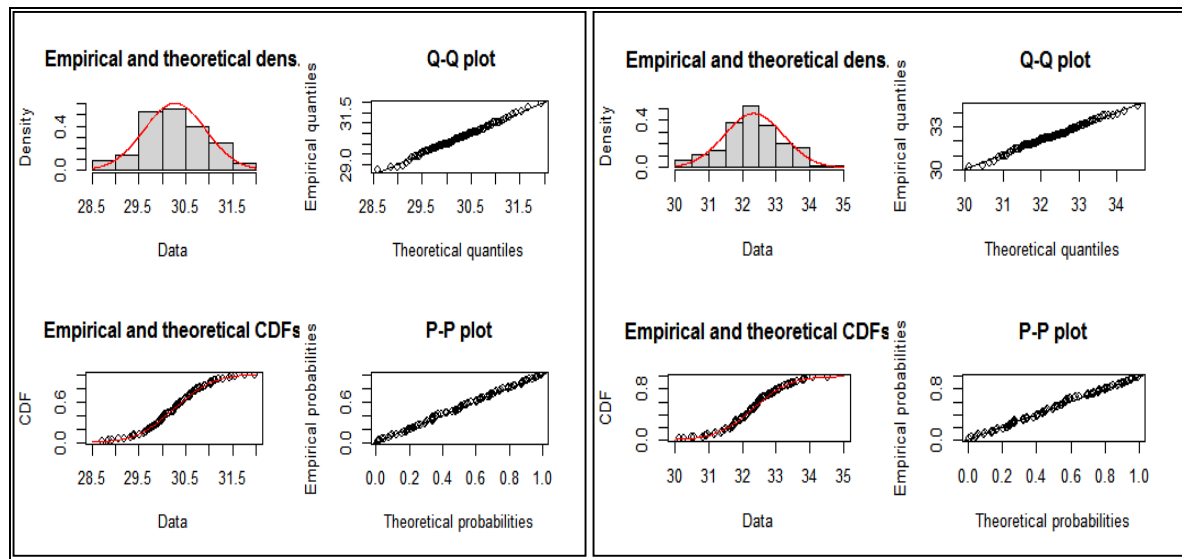 Empirical and theoretical dens.
Density
0.0 0.4
28.5 29.5 30.5 31.5
Data
Q-Q plot
Empirical quantiles
29.0 30.0 31.0 31.5
28.5 29.5 30.5 31.5
Theoretical quantiles
Empirical and theoretical CDFs
CDF
0.0 0.6
28.5 29.5 30.5 31.5
Data
P-P plot
Empirical probabilities
0.0 0.6
0.0 0.2 0.4 0.6 0.8 1.0
Theoretical probabilities
Empirical and theoretical dens.
Density
0.0 0.4
30 31 32 33 34 35
Data
Q-Q plot
Empirical quantiles
30 33
30 31 32 33 34
Theoretical quantiles
Empirical and theoretical CDFs
CDF
0.0 0.8
30 31 32 33 34 35
Data
P-P plot
Empirical probabilities
0.0 0.8
0.0 0.2 0.4 0.6 0.8 1.0
Theoretical probabilities